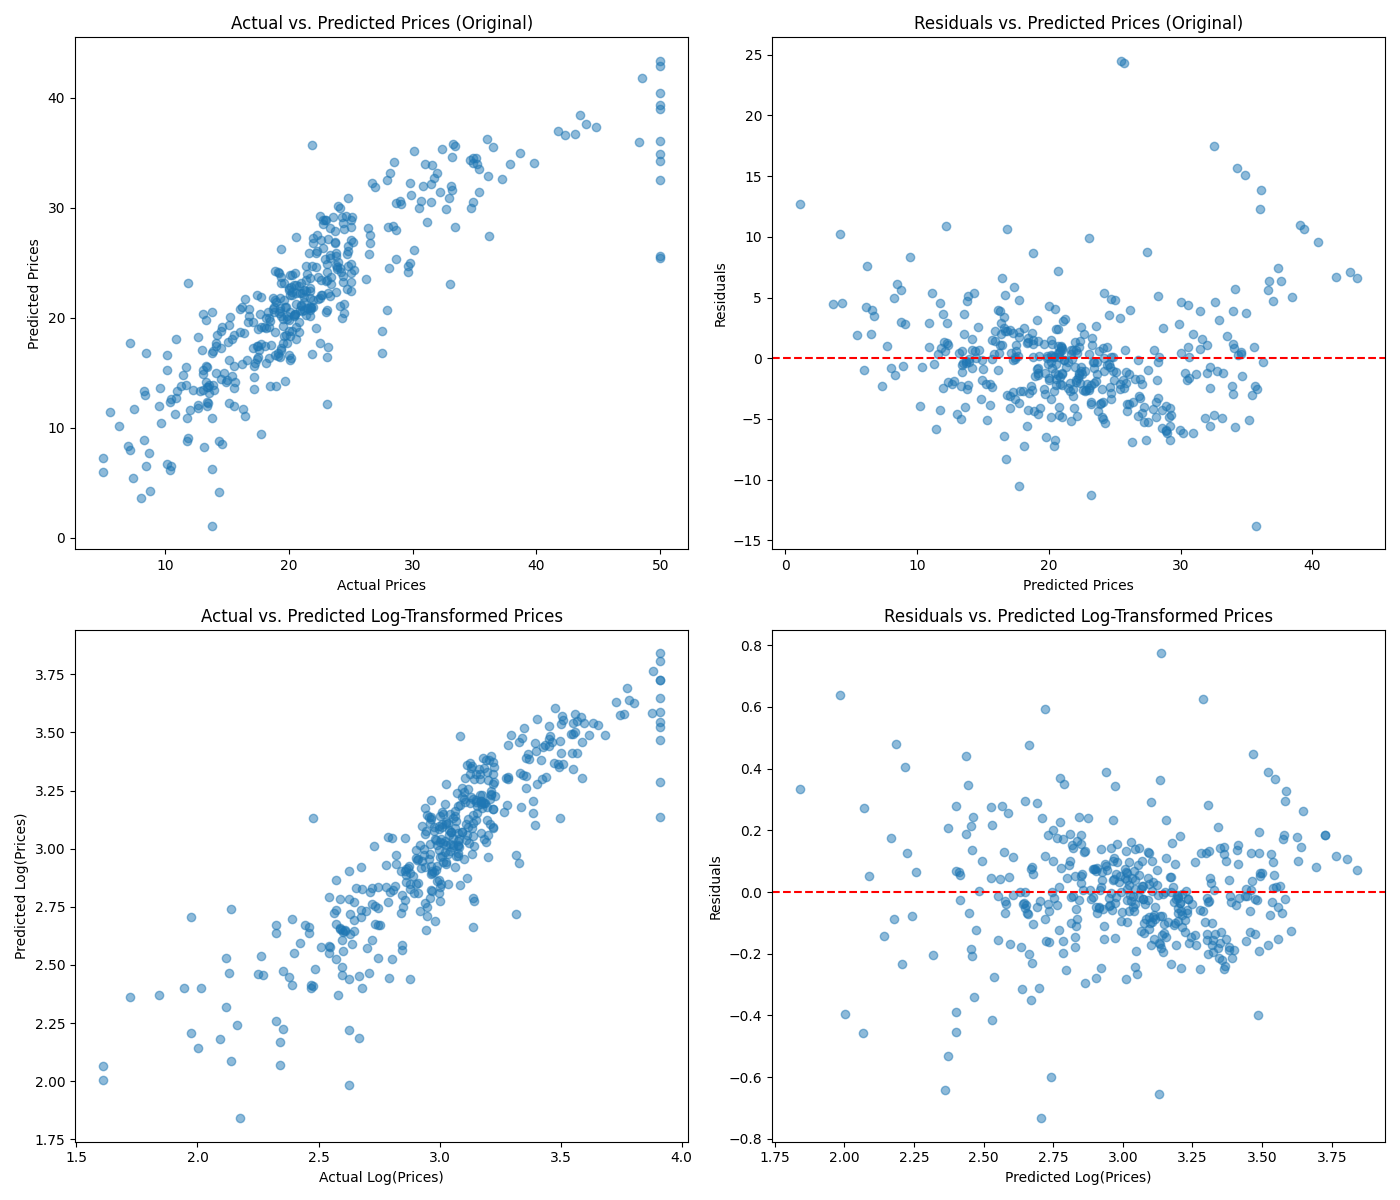 Actual vs. Predicted Prices (Original)
Predicted Prices
40
30
20
10
0
10 20 30 40 50
Actual Prices
Residuals vs. Predicted Prices (Original)
Residuals
25
20
15
10
5
0
−5
−10
−15
0 10 20 30 40
Predicted Prices
Actual vs. Predicted Log-Transformed Prices
Predicted Log(Prices)
3.75
3.50
3.25
3.00
2.75
2.50
2.25
2.00
1.75
1.5 2.0 2.5 3.0 3.5 4.0
Actual Log(Prices)
Residuals vs. Predicted Log-Transformed Prices
Residuals
0.8
0.6
0.4
0.2
0.0
−0.2
−0.4
−0.6
−0.8
1.75 2.00 2.25 2.50 2.75 3.00 3.25 3.50 3.75
Predicted Log(Prices)